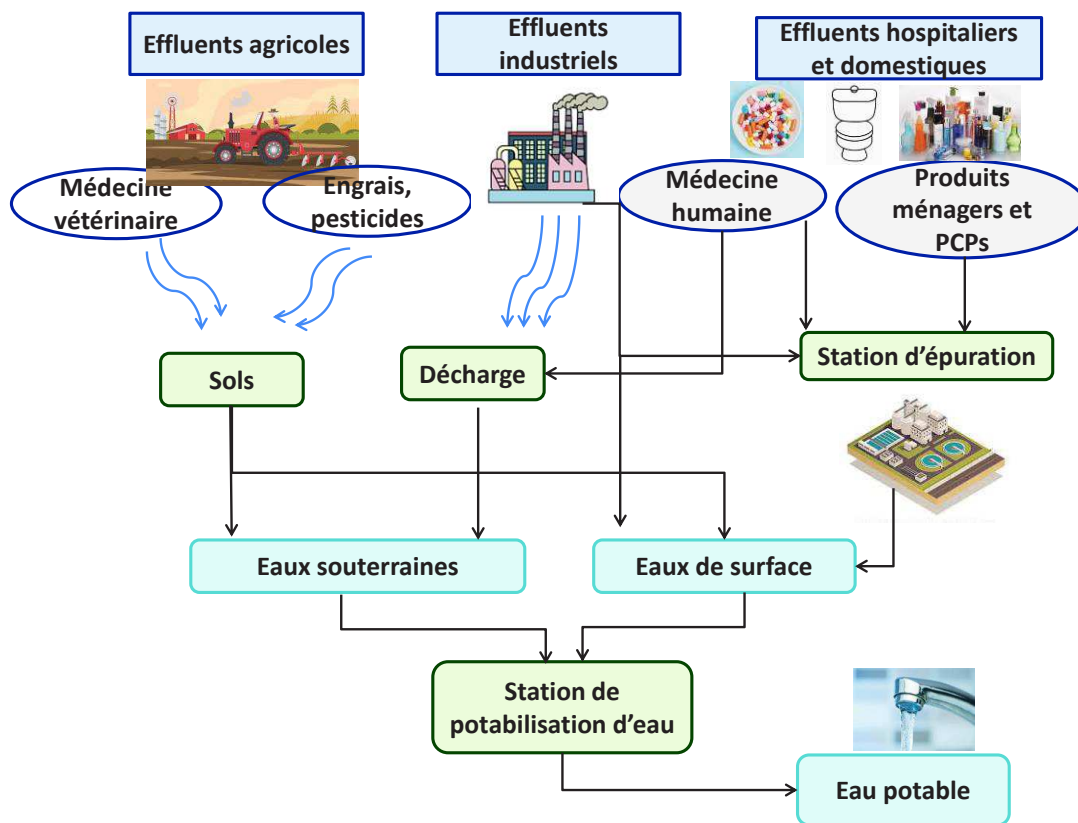 Effluents agricoles
Effluents
industriels
Effluents hospitaliers
et domestiques
Médecine
vétérinaire
Engrais,
pesticides
Médecine
humaine
Produits
ménagers et
PCPs
Sols
Décharge
Station d'épuration
Eaux souterraines
Eaux de surface
Station de
potabilisation d'eau
Eau potable